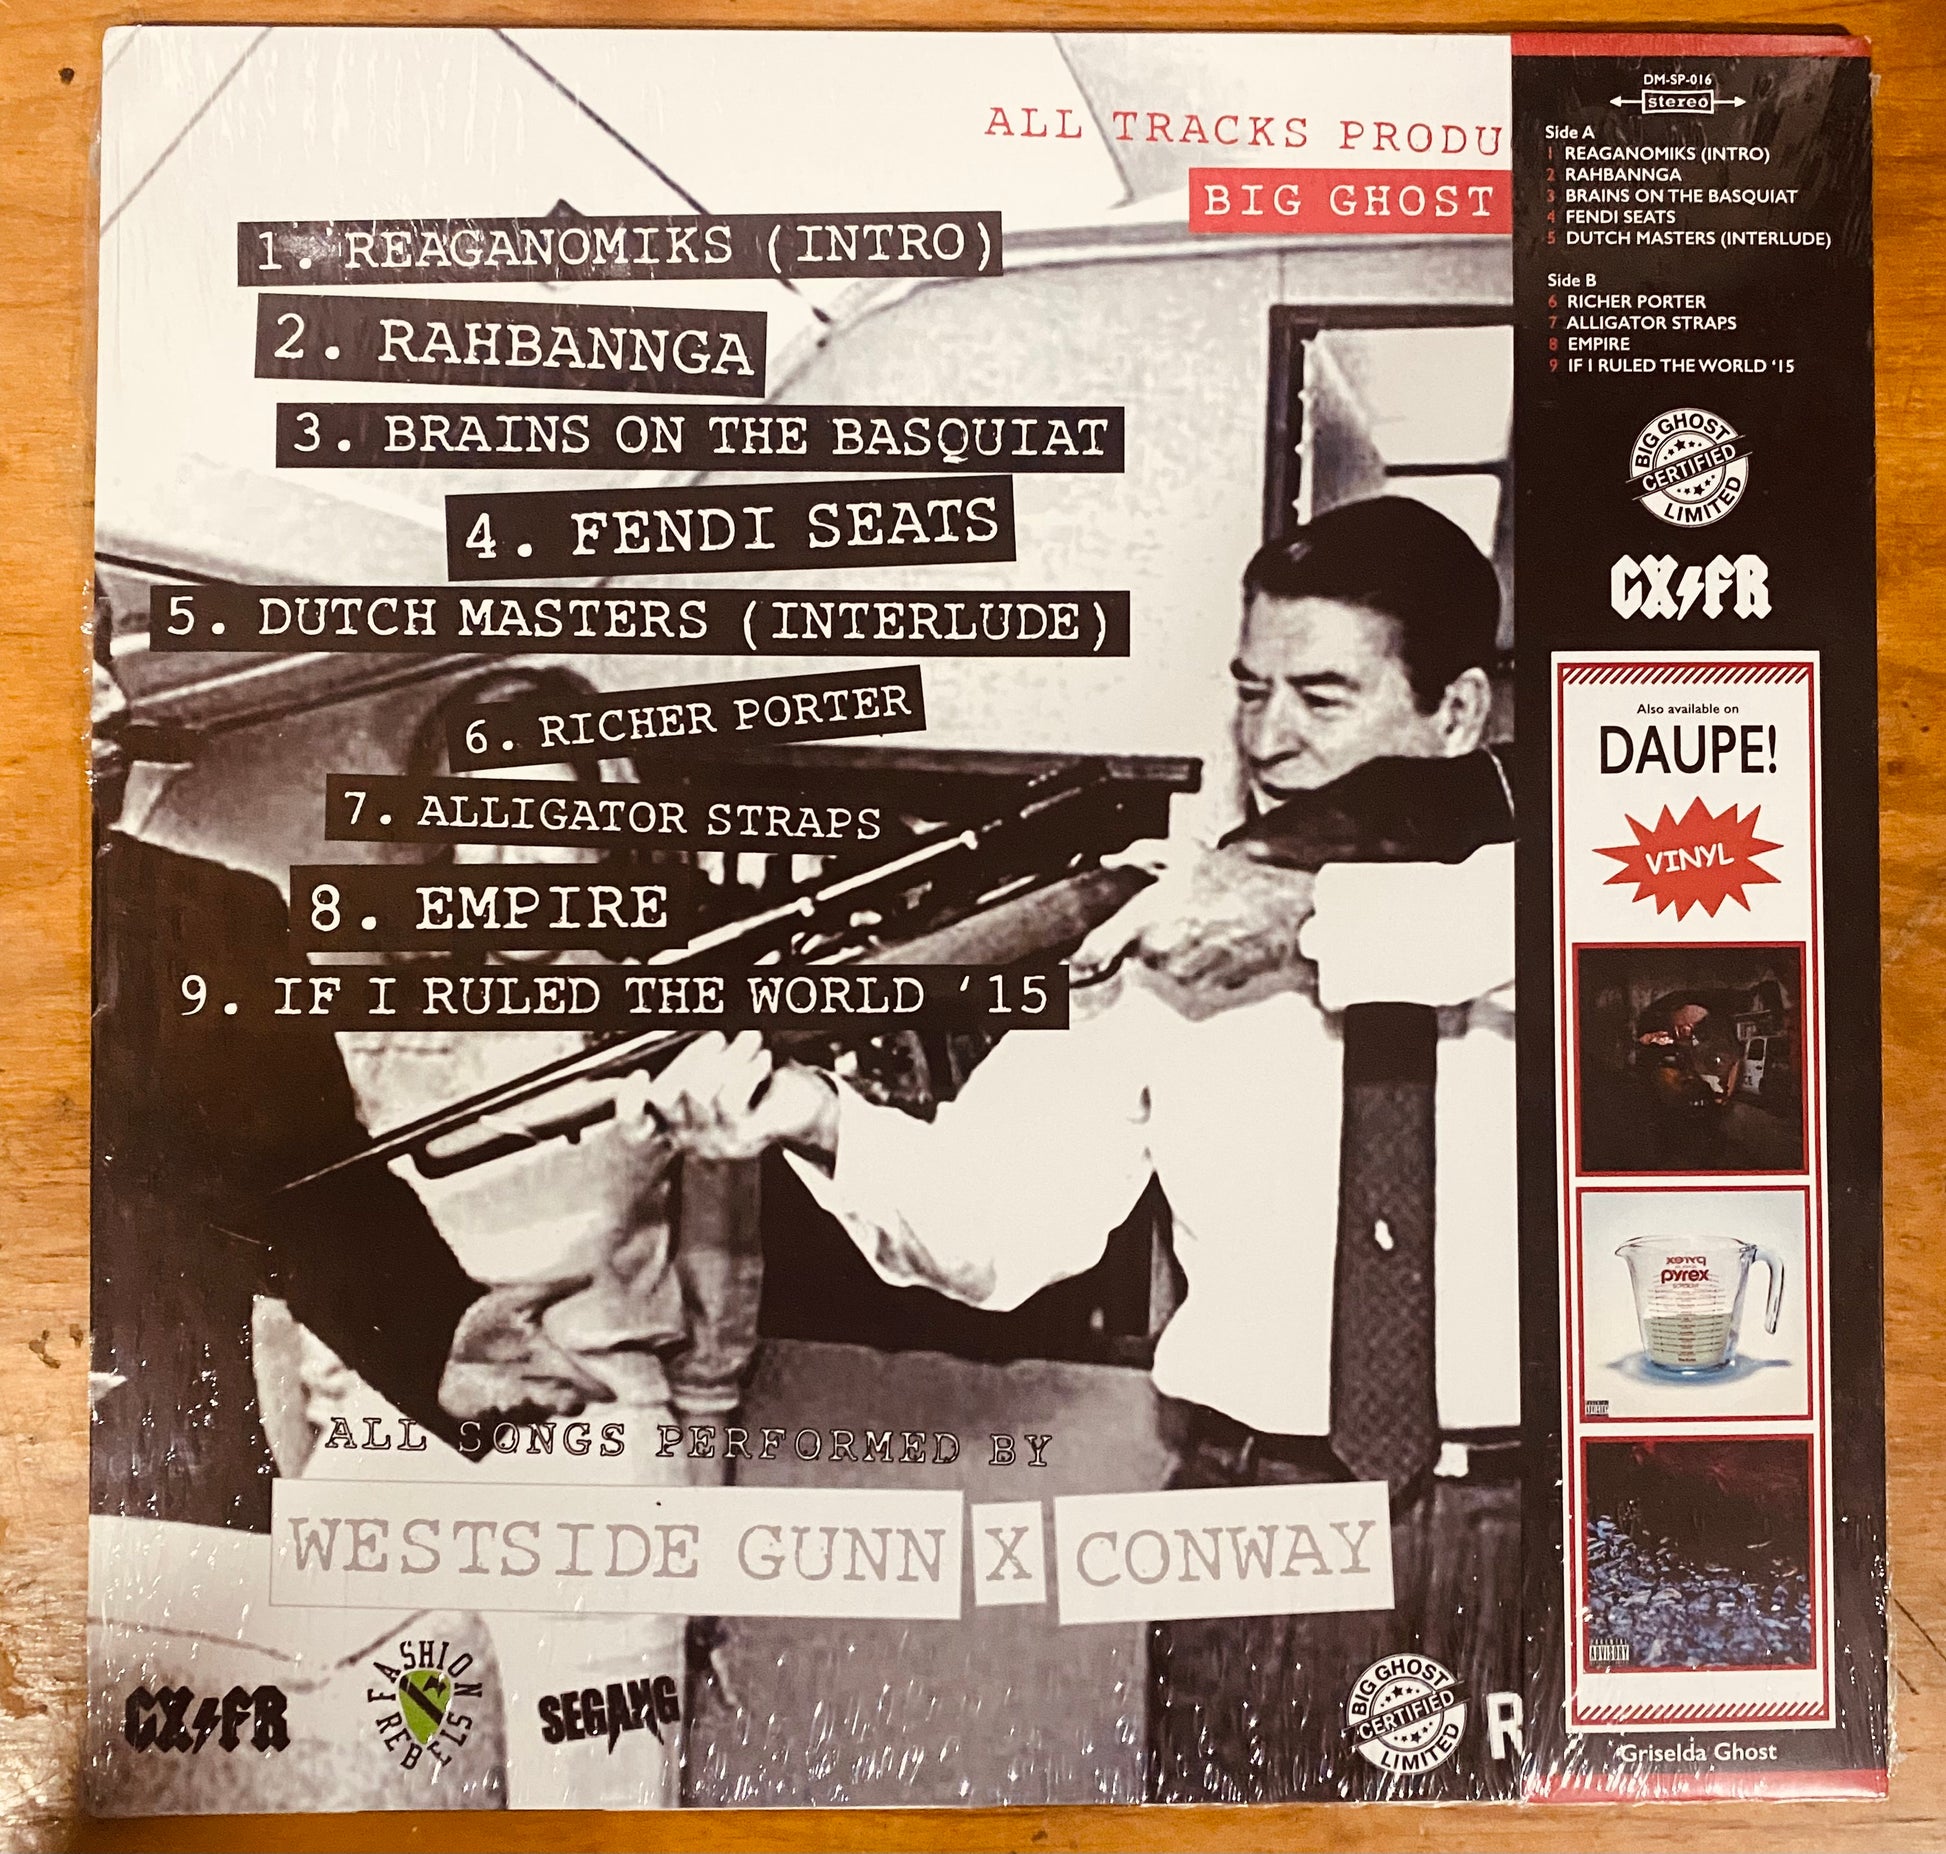 ALL TRACKS PRODU
BIG GHOST
1. REAGANOMIKS (INTRO)
2. RAHBANNGA
3. BRAINS ON THE BASQUIAT
4. FENDI SEATS
5. DUTCH MASTERS (INTERLUDE)
6. RICHER PORTER
7. ALLIGATOR STRAPS
8. EMPIRE
9. IF I RULED THE WORLD ‘15
ALL SONGS PERFORMED BY
WESTSIDE GUNN X CONWAY
GX FR
FASHION REBELS
SEGANG
BIG GHOST
CERTIFIED
LIMITED
R
DM-SP-016
stereo
Side A
1 REAGANOMIKS (INTRO)
2 RAHBANNGA
3 BRAINS ON THE BASQUIAT
4 FENDI SEATS
5 DUTCH MASTERS (INTERLUDE)
Side B
6 RICHER PORTER
7 ALLIGATOR STRAPS
8 EMPIRE
9 IF I RULED THE WORLD ‘15
BIG GHOST
CERTIFIED
LIMITED
GX FR
Also available on
DAUPE!
VINYL
pyrex
PARENTAL
ADVISORY
Griselda Ghost